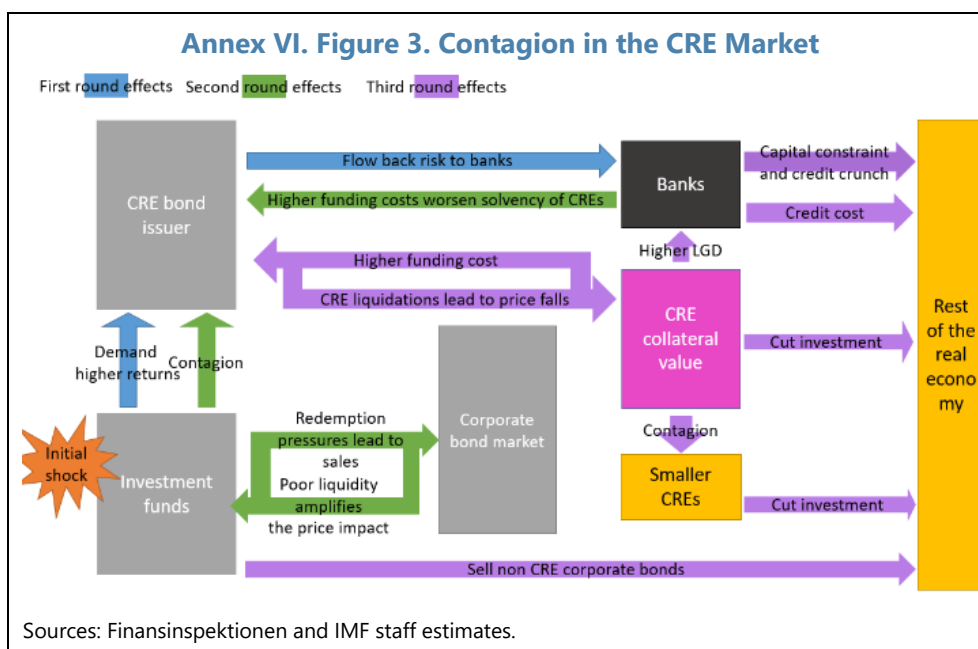 Annex VI. Figure 3. Contagion in the CRE Market
First round effects Second round effects Third round effects
CRE bond
issuer
Flow back risk to banks
Higher funding costs worsen solvency of CREs
Banks
Capital constraint
and credit crunch
Credit cost
Higher LGD
Higher funding cost
CRE liquidations lead to price falls
CRE
collateral
value
Cut investment
Rest
of the
real
econo
my
Demand
higher returns
Contagion
Initial
shock
Investment
funds
Redemption
pressures lead to
sales
Poor liquidity
amplifies
the price impact
Corporate
bond market
Contagion
Smaller
CREs
Cut investment
Sell non CRE corporate bonds
Sources: Finansinspektionen and IMF staff estimates.